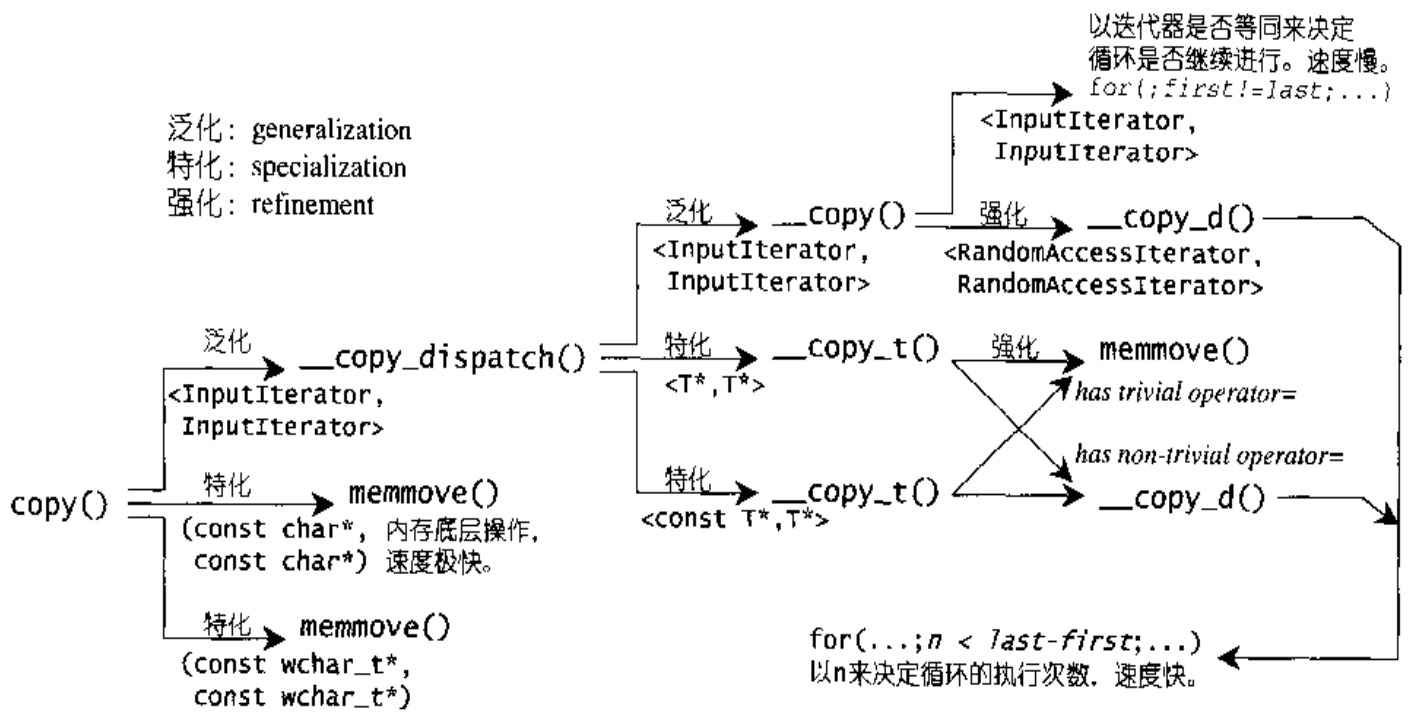 以迭代器是否等同来决定
循环是否继续进行。速度慢。
for(;first!=last;...)
<InputIterator,
InputIterator>
泛化: generalization
特化: specialization
强化: refinement
泛化
__copy()
<InputIterator,
InputIterator>
强化
__copy_d()
<RandomAccessIterator,
RandomAccessIterator>
泛化
__copy_dispatch()
<InputIterator,
InputIterator>
特化
__copy_t()
<T*,T*>
强化
memmove()
has trivial operator=
has non-trivial operator=
特化
__copy_t()
<const T*,T*>
__copy_d()
copy()
特化
memmove()
(const char*, 内存底层操作,
const char*) 速度极快。
特化
memmove()
(const wchar_t*,
const wchar_t*)
for(...;n < last-first;...)
以n来决定循环的执行次数, 速度快。